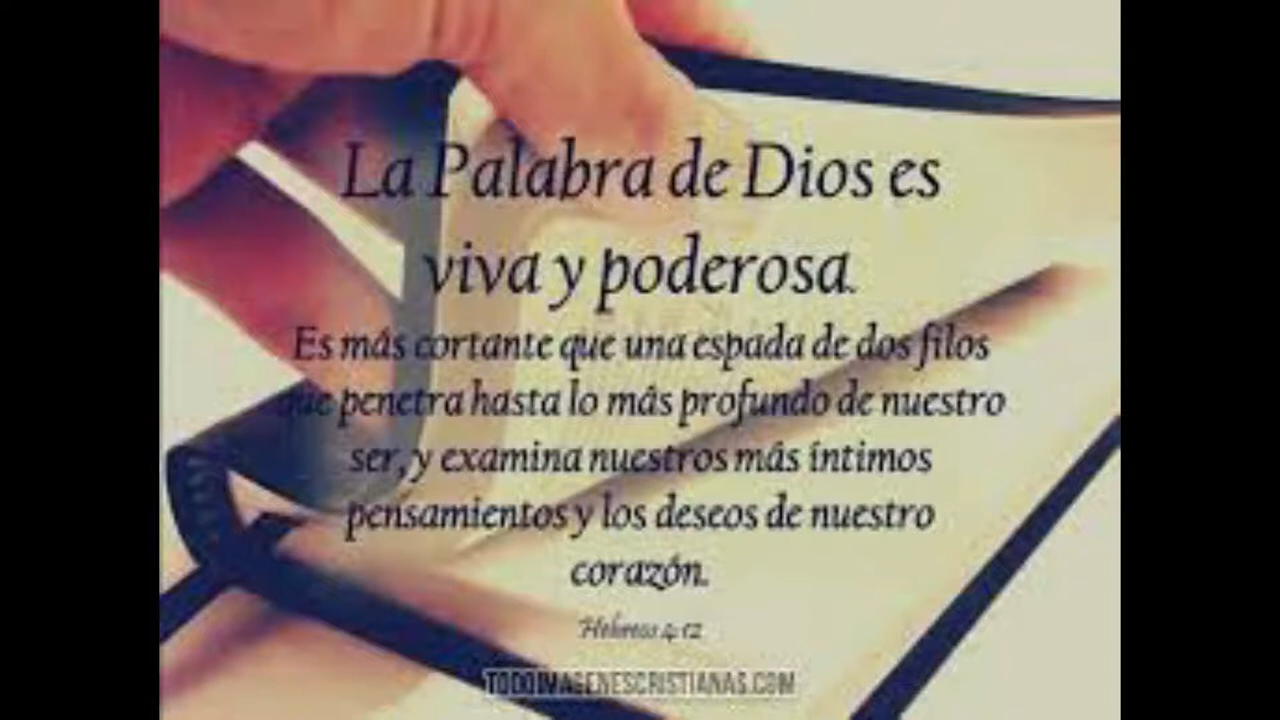 La Palabra de Dios es
viva y poderosa.
Es más cortante que una espada de dos filos
que penetra hasta lo más profundo de nuestro
ser, y examina nuestros más íntimos
pensamientos y los deseos de nuestro
corazón.
Hebreos 4:12
TODOIMAGENESCRISTIANAS.COM